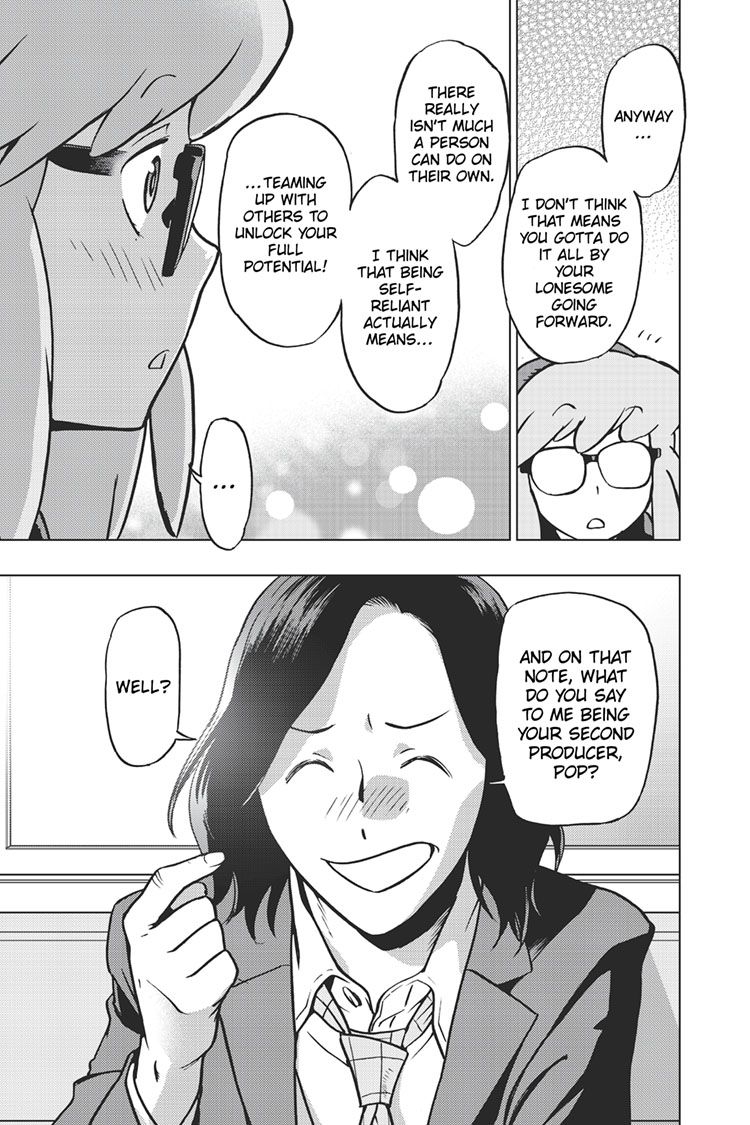 ANYWAY
...
I DON'T THINK
THAT MEANS
YOU GOTTA DO
IT ALL BY
YOUR
LONESOME
GOING
FORWARD.
THERE
REALLY
ISN'T MUCH
A PERSON
CAN DO ON
THEIR OWN.
I THINK
THAT BEING
SELF-
RELIANT
ACTUALLY
MEANS...
...TEAMING
UP WITH
OTHERS TO
UNLOCK YOUR
FULL
POTENTIAL!
...
AND ON THAT
NOTE, WHAT
DO YOU SAY
TO ME BEING
YOUR SECOND
PRODUCER,
POP?
WELL?